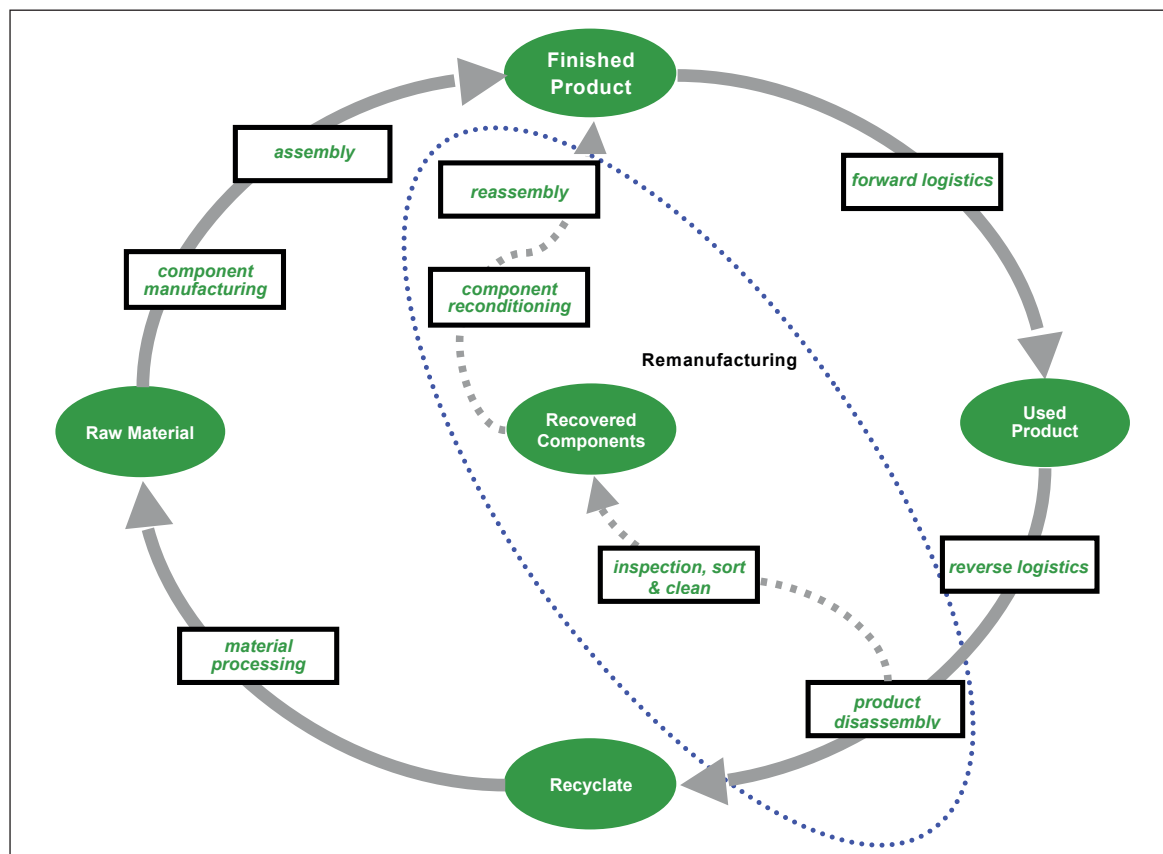 Finished
Product
assembly
forward logistics
reassembly
component
manufacturing
component
reconditioning
Remanufacturing
Raw Material
Recovered
Components
Used
Product
inspection, sort
& clean
reverse logistics
material
processing
product
disassembly
Recyclate